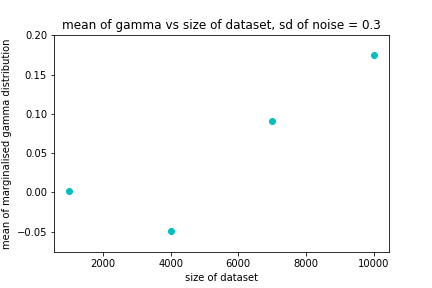 mean of gamma vs size of dataset, sd of noise = 0.3
mean of marginalised gamma distribution
0.20
0.15
0.10
0.05
0.00
−0.05
2000 4000 6000 8000 10000
size of dataset